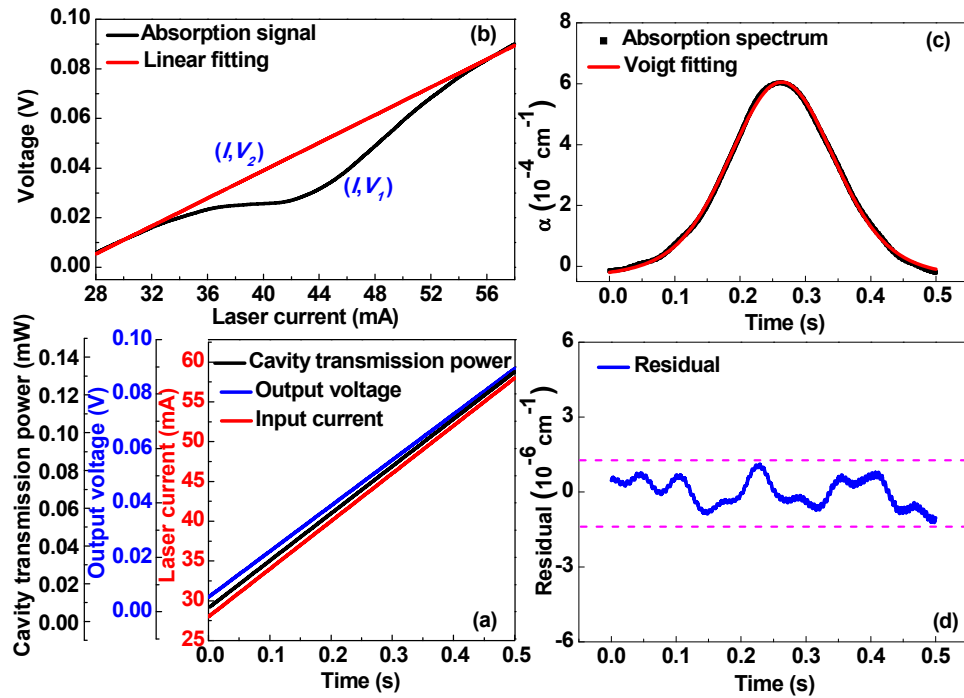 Voltage (V)
0.10
0.08
0.06
0.04
0.02
0.00
Absorption signal
Linear fitting
(b)
(I,V2)
(I,V1)
28 32 36 40 44 48 52 56
Laser current (mA)
α (10-4 cm-1)
6
4
2
0
Absorption spectrum
Voigt fitting
(c)
0.0 0.1 0.2 0.3 0.4 0.5
Time (s)
Cavity transmission power (mW)
0.14
0.12
0.10
0.08
0.06
0.04
0.02
0.00
Output voltage (V)
0.10
0.08
0.06
0.04
0.02
0.00
Laser current (mA)
60
55
50
45
40
35
30
25
Cavity transmission power
Output voltage
Input current
(a)
0.0 0.1 0.2 0.3 0.4 0.5
Time (s)
Residual (10-6cm-1)
6
3
0
-3
-6
Residual
(d)
0.0 0.1 0.2 0.3 0.4 0.5
Time (s)